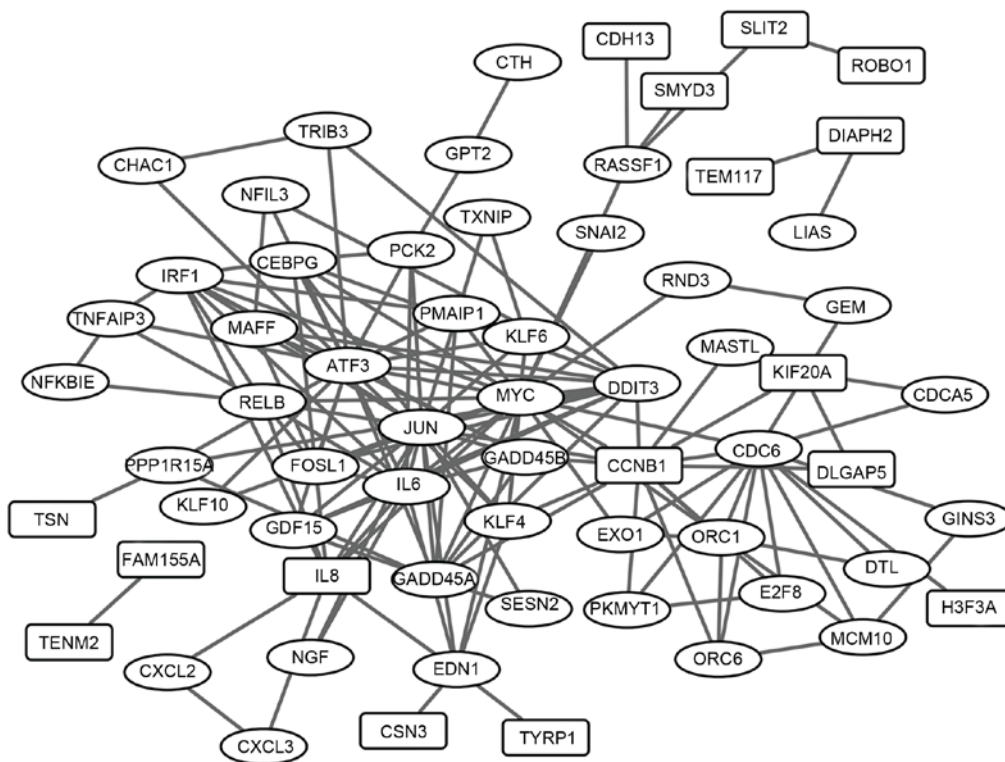 SLIT2
CDH13
ROBO1
CTH
SMYD3
TRIB3
DIAPH2
CHAC1
GPT2
RASSF1
TEM117
NFIL3
TXNIP
SNAI2
LIAS
PCK2
CEBPG
IRF1
RND3
GEM
TNFAIP3
MAFF
PMAIP1
KLF6
MASTL
ATF3
KIF20A
NFKBIE
DDIT3
CDCA5
RELB
MYC
JUN
CDC6
PPP1R15A
FOSL1
GADD45B
CCNB1
DLGAP5
IL6
KLF10
TSN
GDF15
KLF4
EXO1
ORC1
GINS3
FAM155A
IL8
GADD45A
DTL
E2F8
SESN2
PKMYT1
H3F3A
TENM2
MCM10
CXCL2
NGF
EDN1
ORC6
CSN3
TYRP1
CXCL3